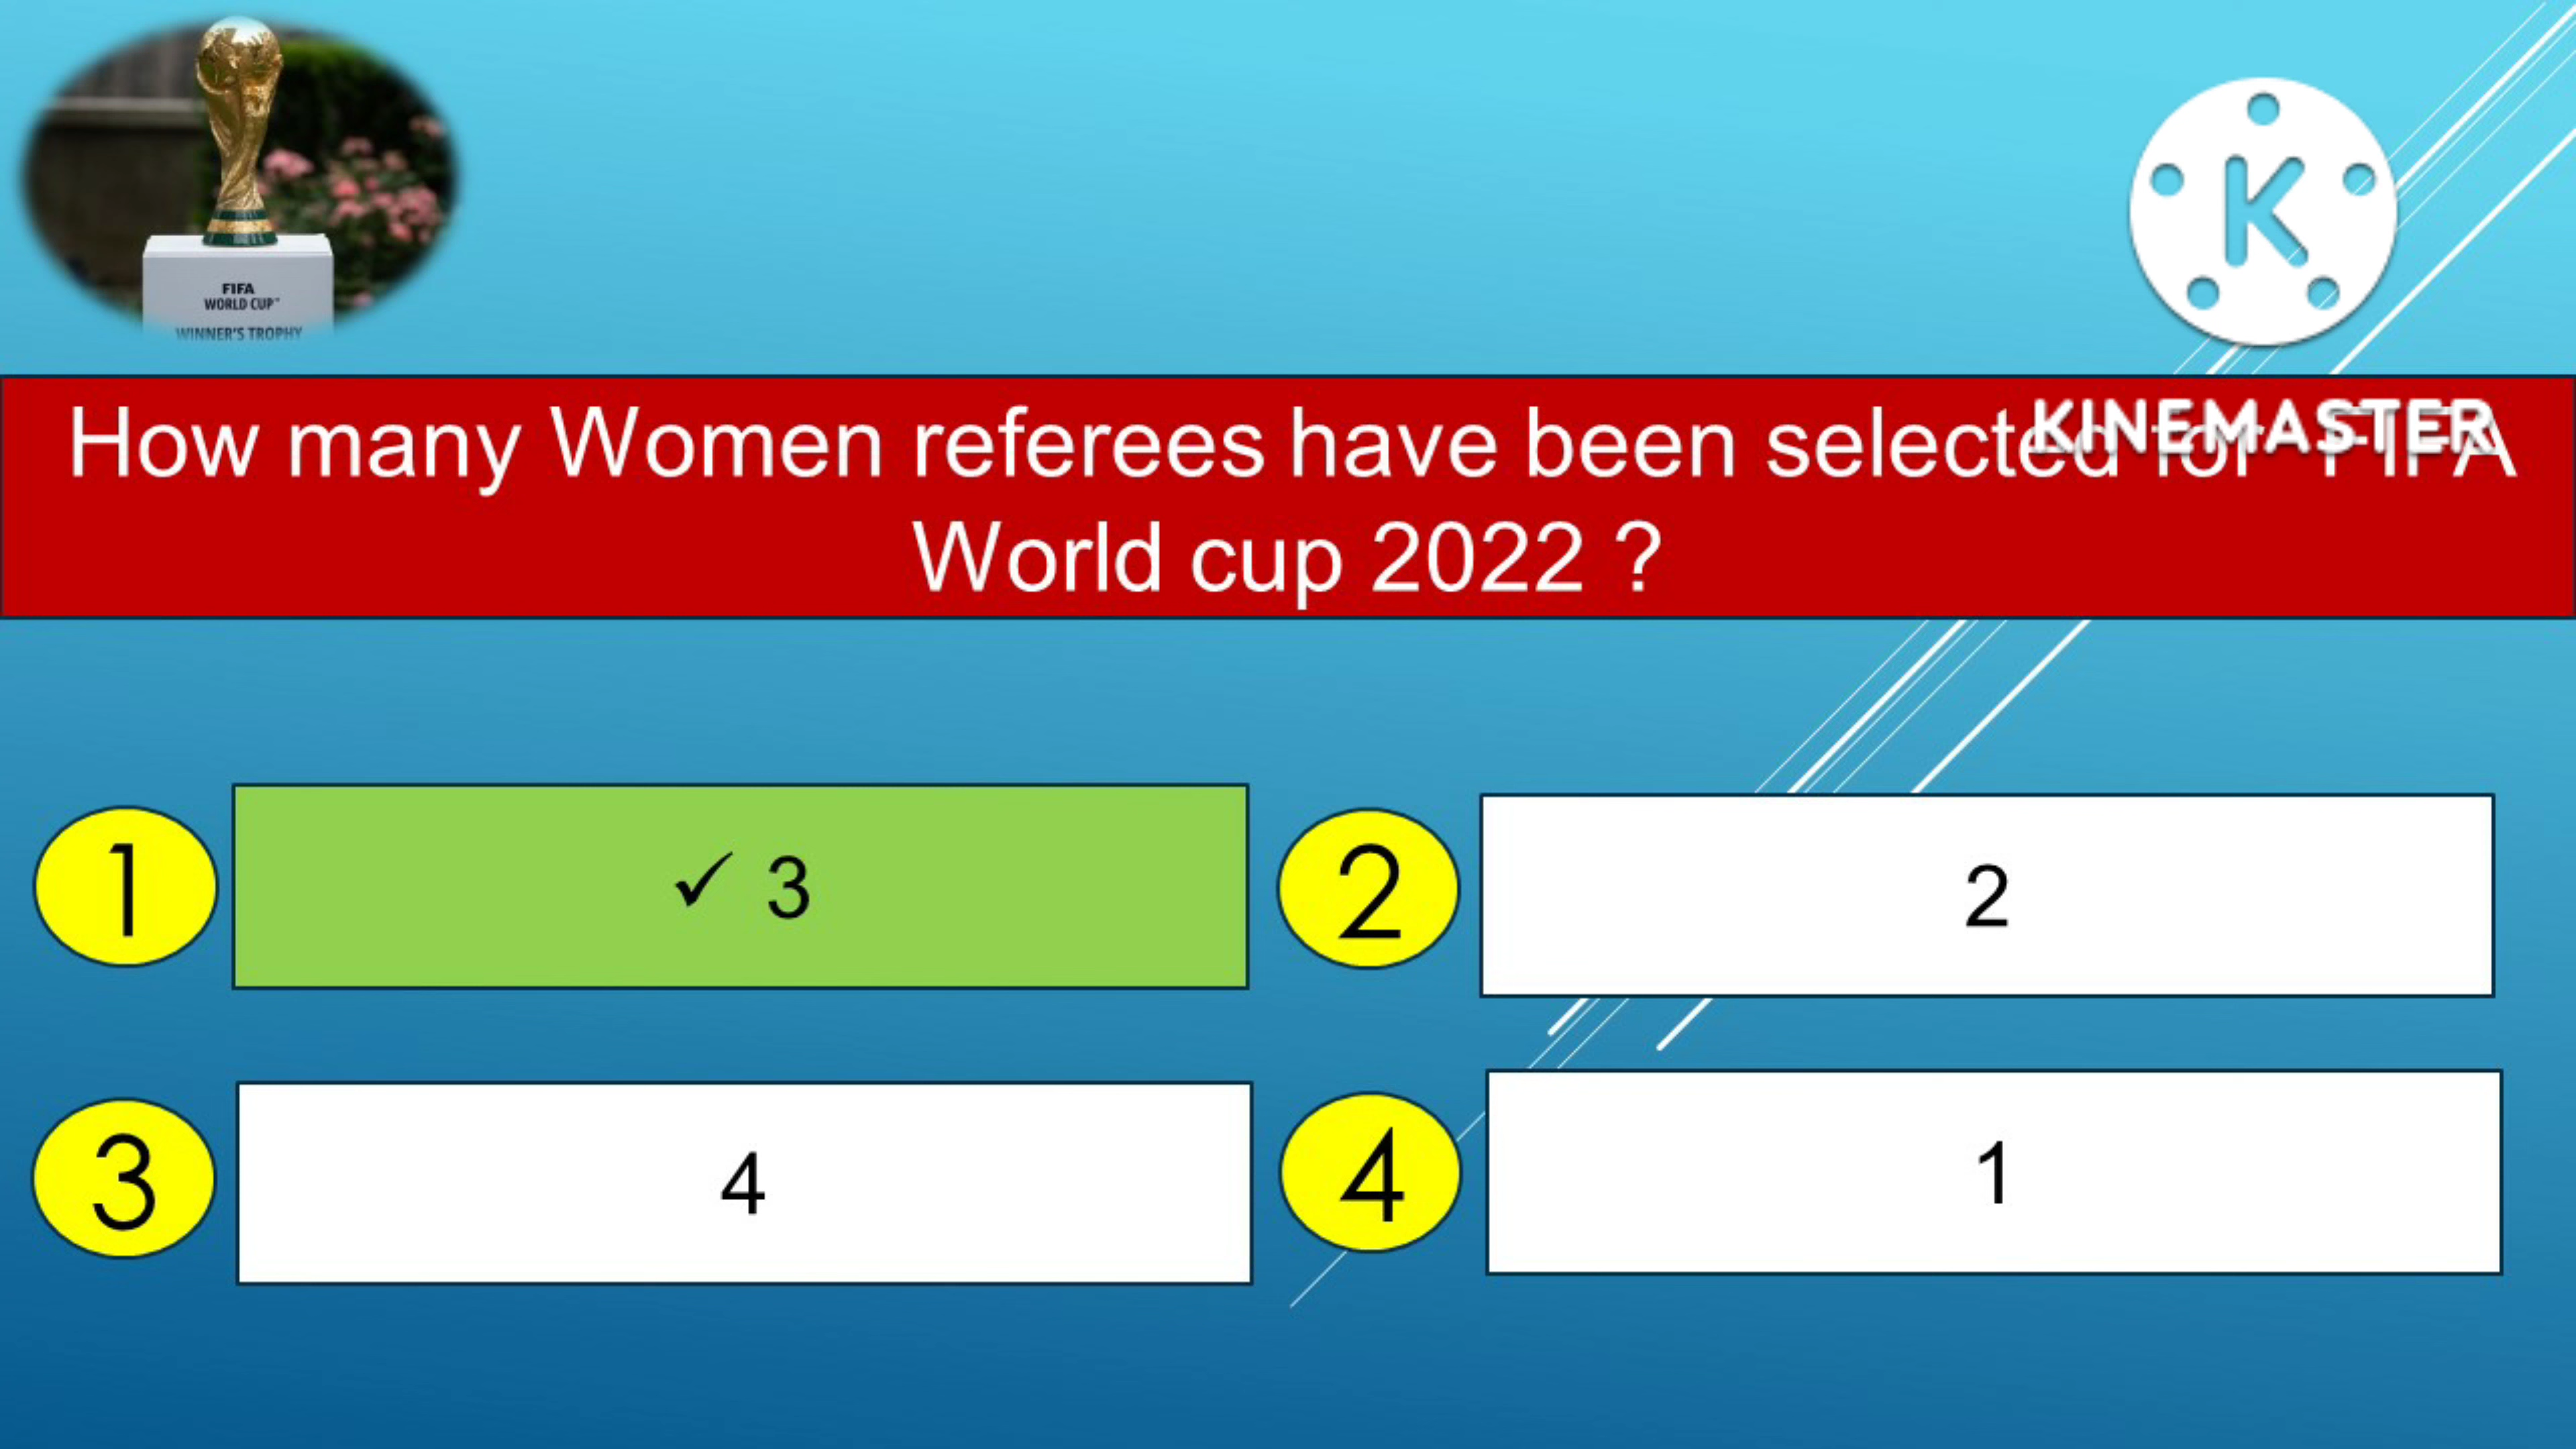 FIFA
WORLD CUP
WINNER'S TROPHY
K
KINEMASTER
How many Women referees have been selected for FIFA
World cup 2022 ?
1
✓ 3
2
2
3
4
4
1